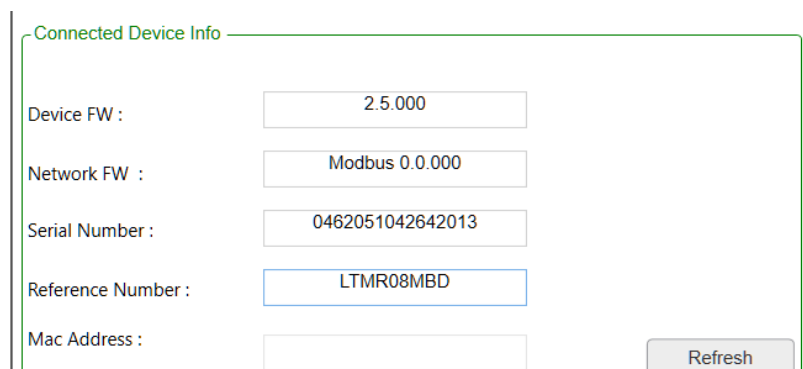 Connected Device Info
Device FW : 2.5.000
Network FW : Modbus 0.0.000
Serial Number : 0462051042642013
Reference Number : LTMR08MBD
Mac Address :
Refresh